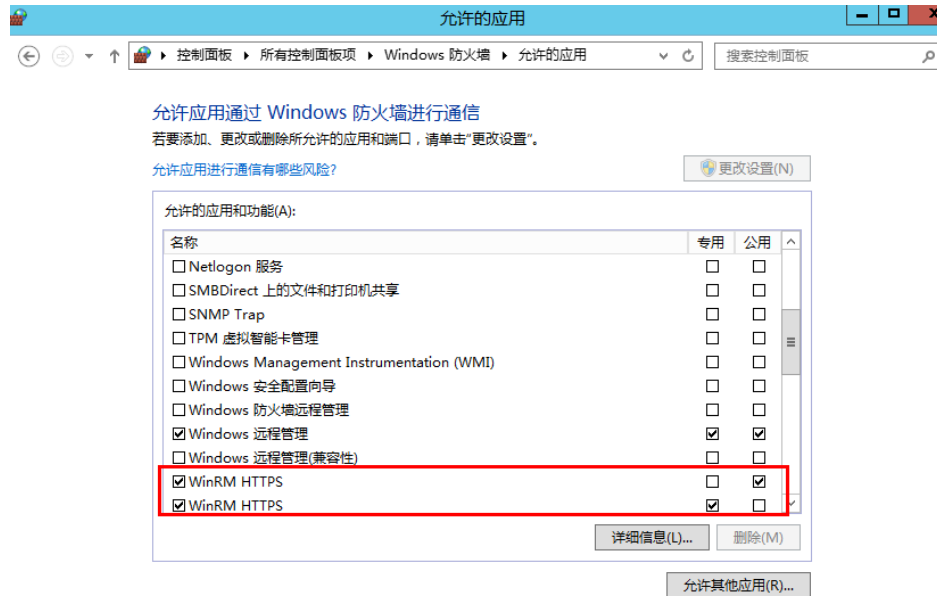 允许的应用
控制面板 所有控制面板项 Windows 防火墙 允许的应用
搜索控制面板
允许应用通过 Windows 防火墙进行通信
若要添加、更改或删除所允许的应用和端口，请单击“更改设置”。
允许应用进行通信有哪些风险?
更改设置(N)
允许的应用和功能(A):
名称 专用 公用
Netlogon 服务
SMBDirect 上的文件和打印机共享
SNMP Trap
TPM 虚拟智能卡管理
Windows Management Instrumentation (WMI)
Windows 安全配置向导
Windows 防火墙远程管理
Windows 远程管理
Windows 远程管理(兼容性)
WinRM HTTPS
WinRM HTTPS
详细信息(L)... 删除(M)
允许其他应用(R)...